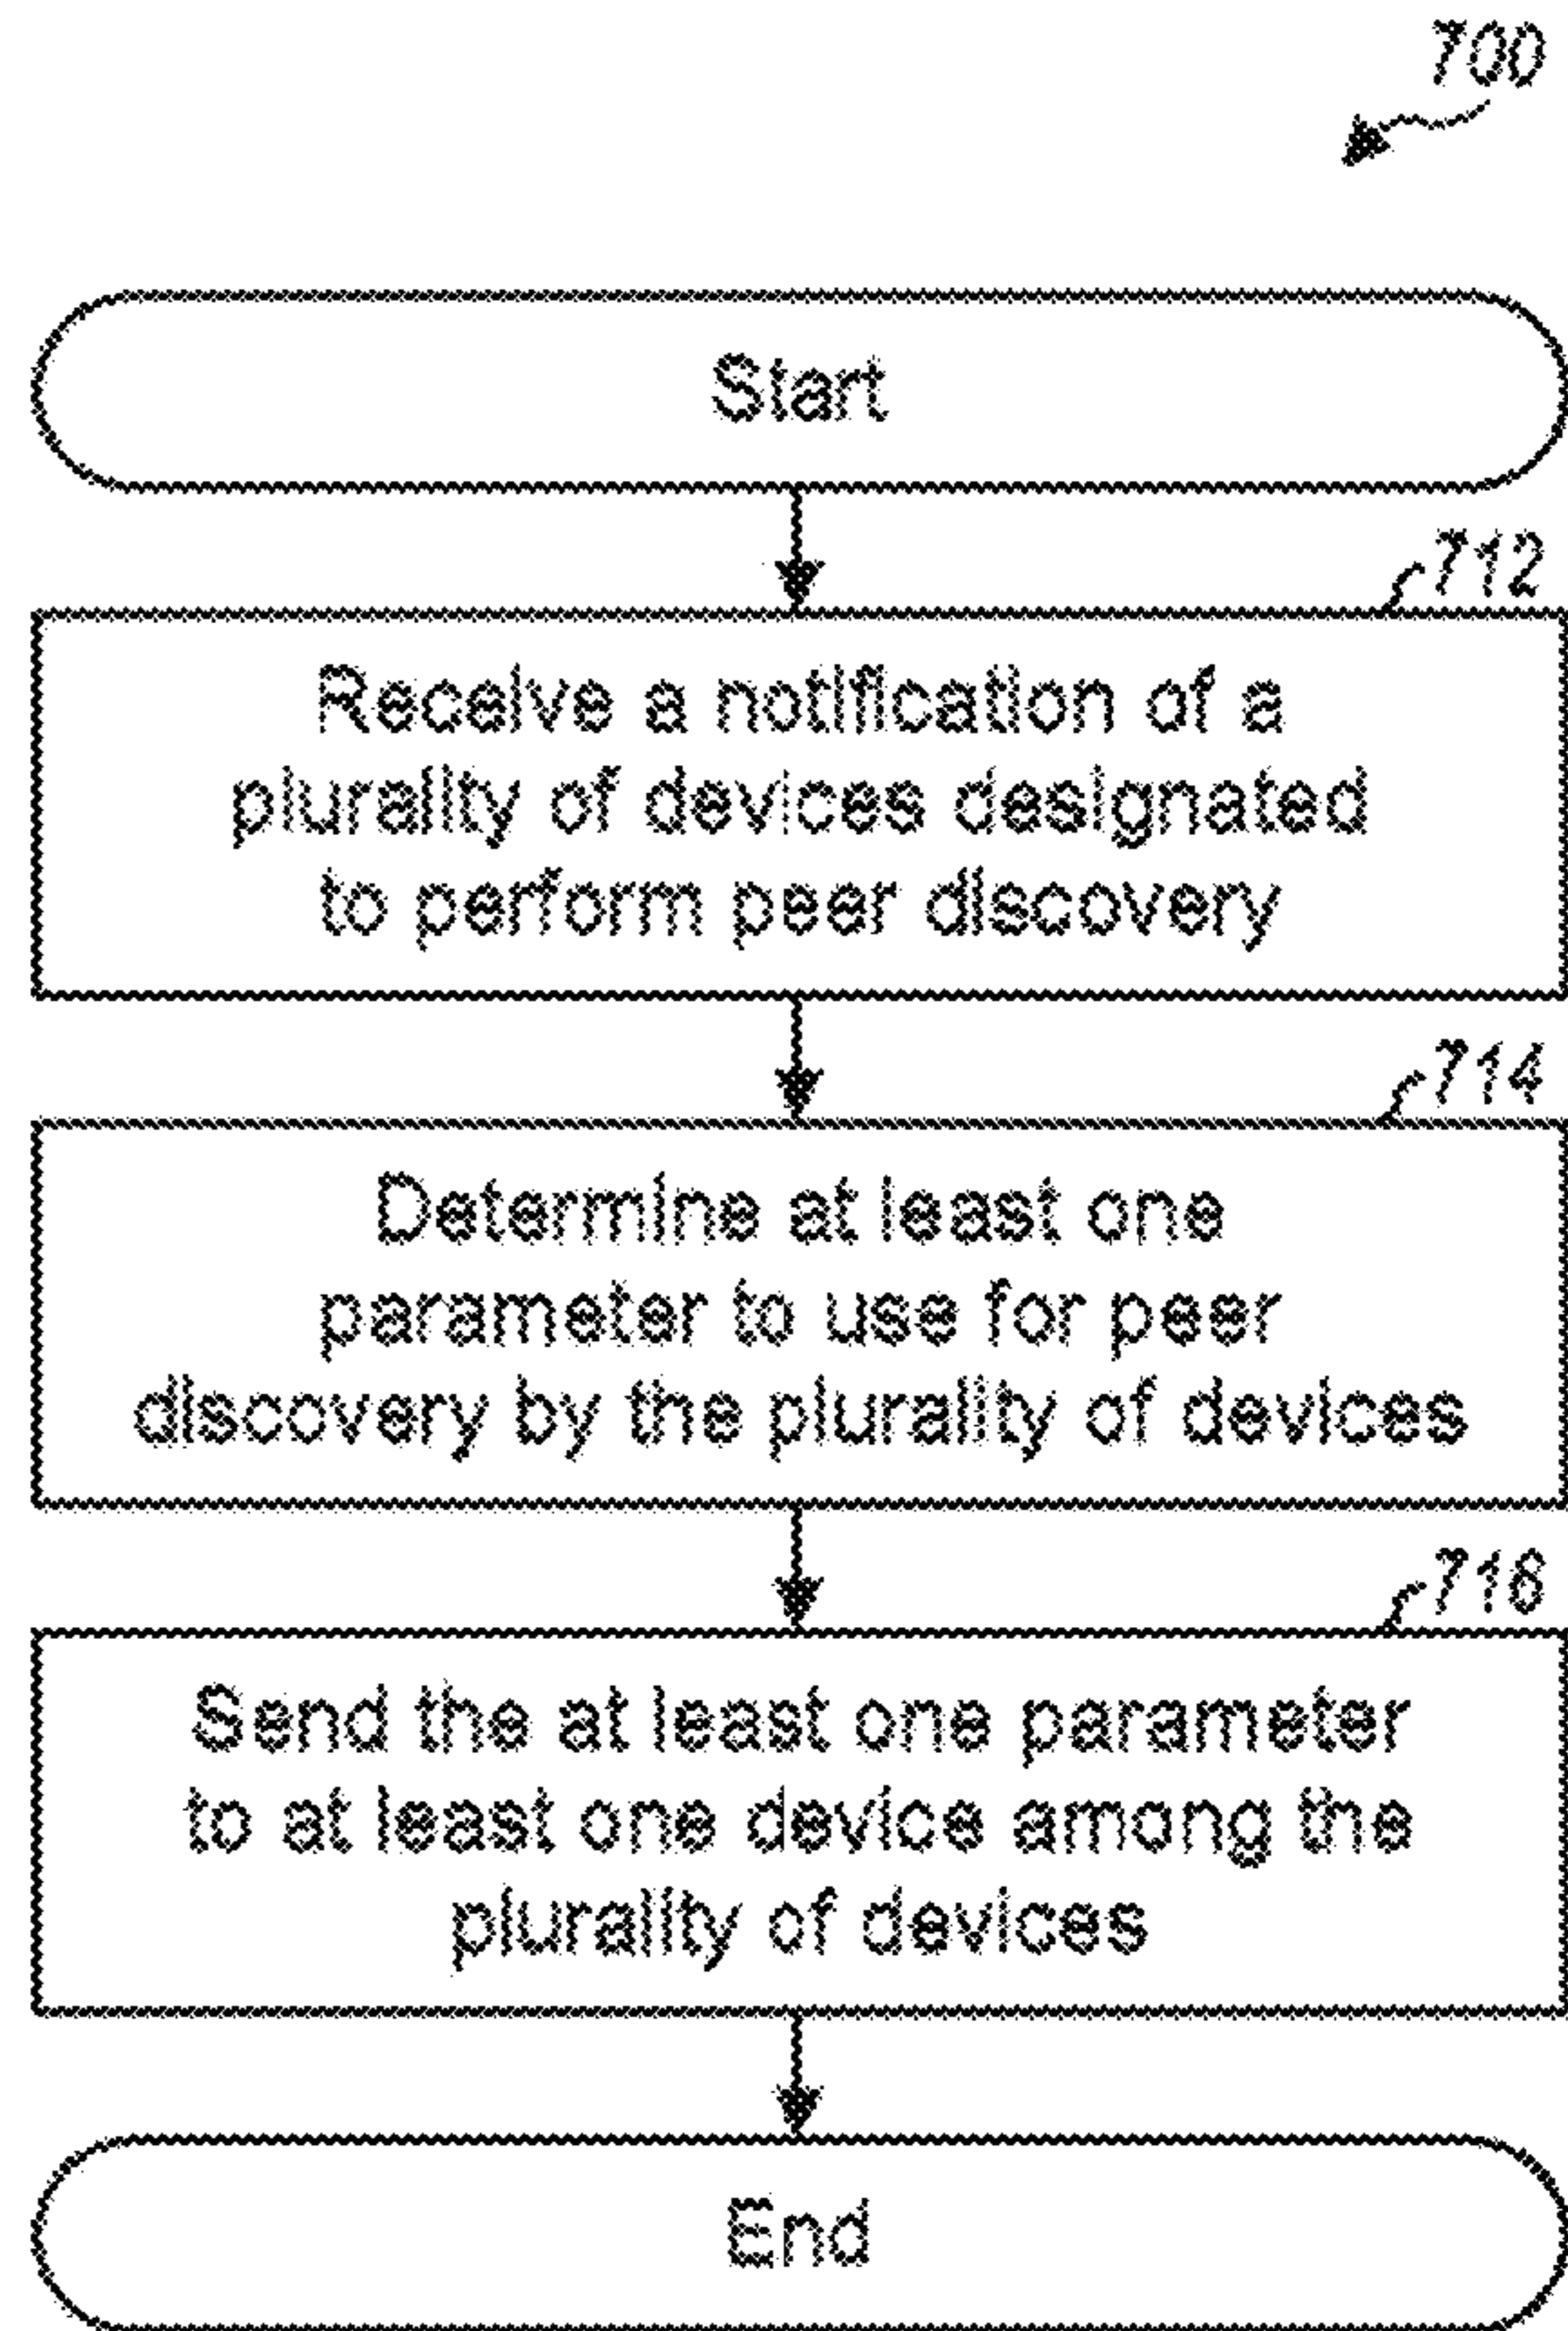 700
Start
712
Receive a notification of a
plurality of devices designated
to perform peer discovery
714
Determine at least one
parameter to use for peer
discovery by the plurality of devices
716
Send the at least one parameter
to at least one device among the
plurality of devices
End